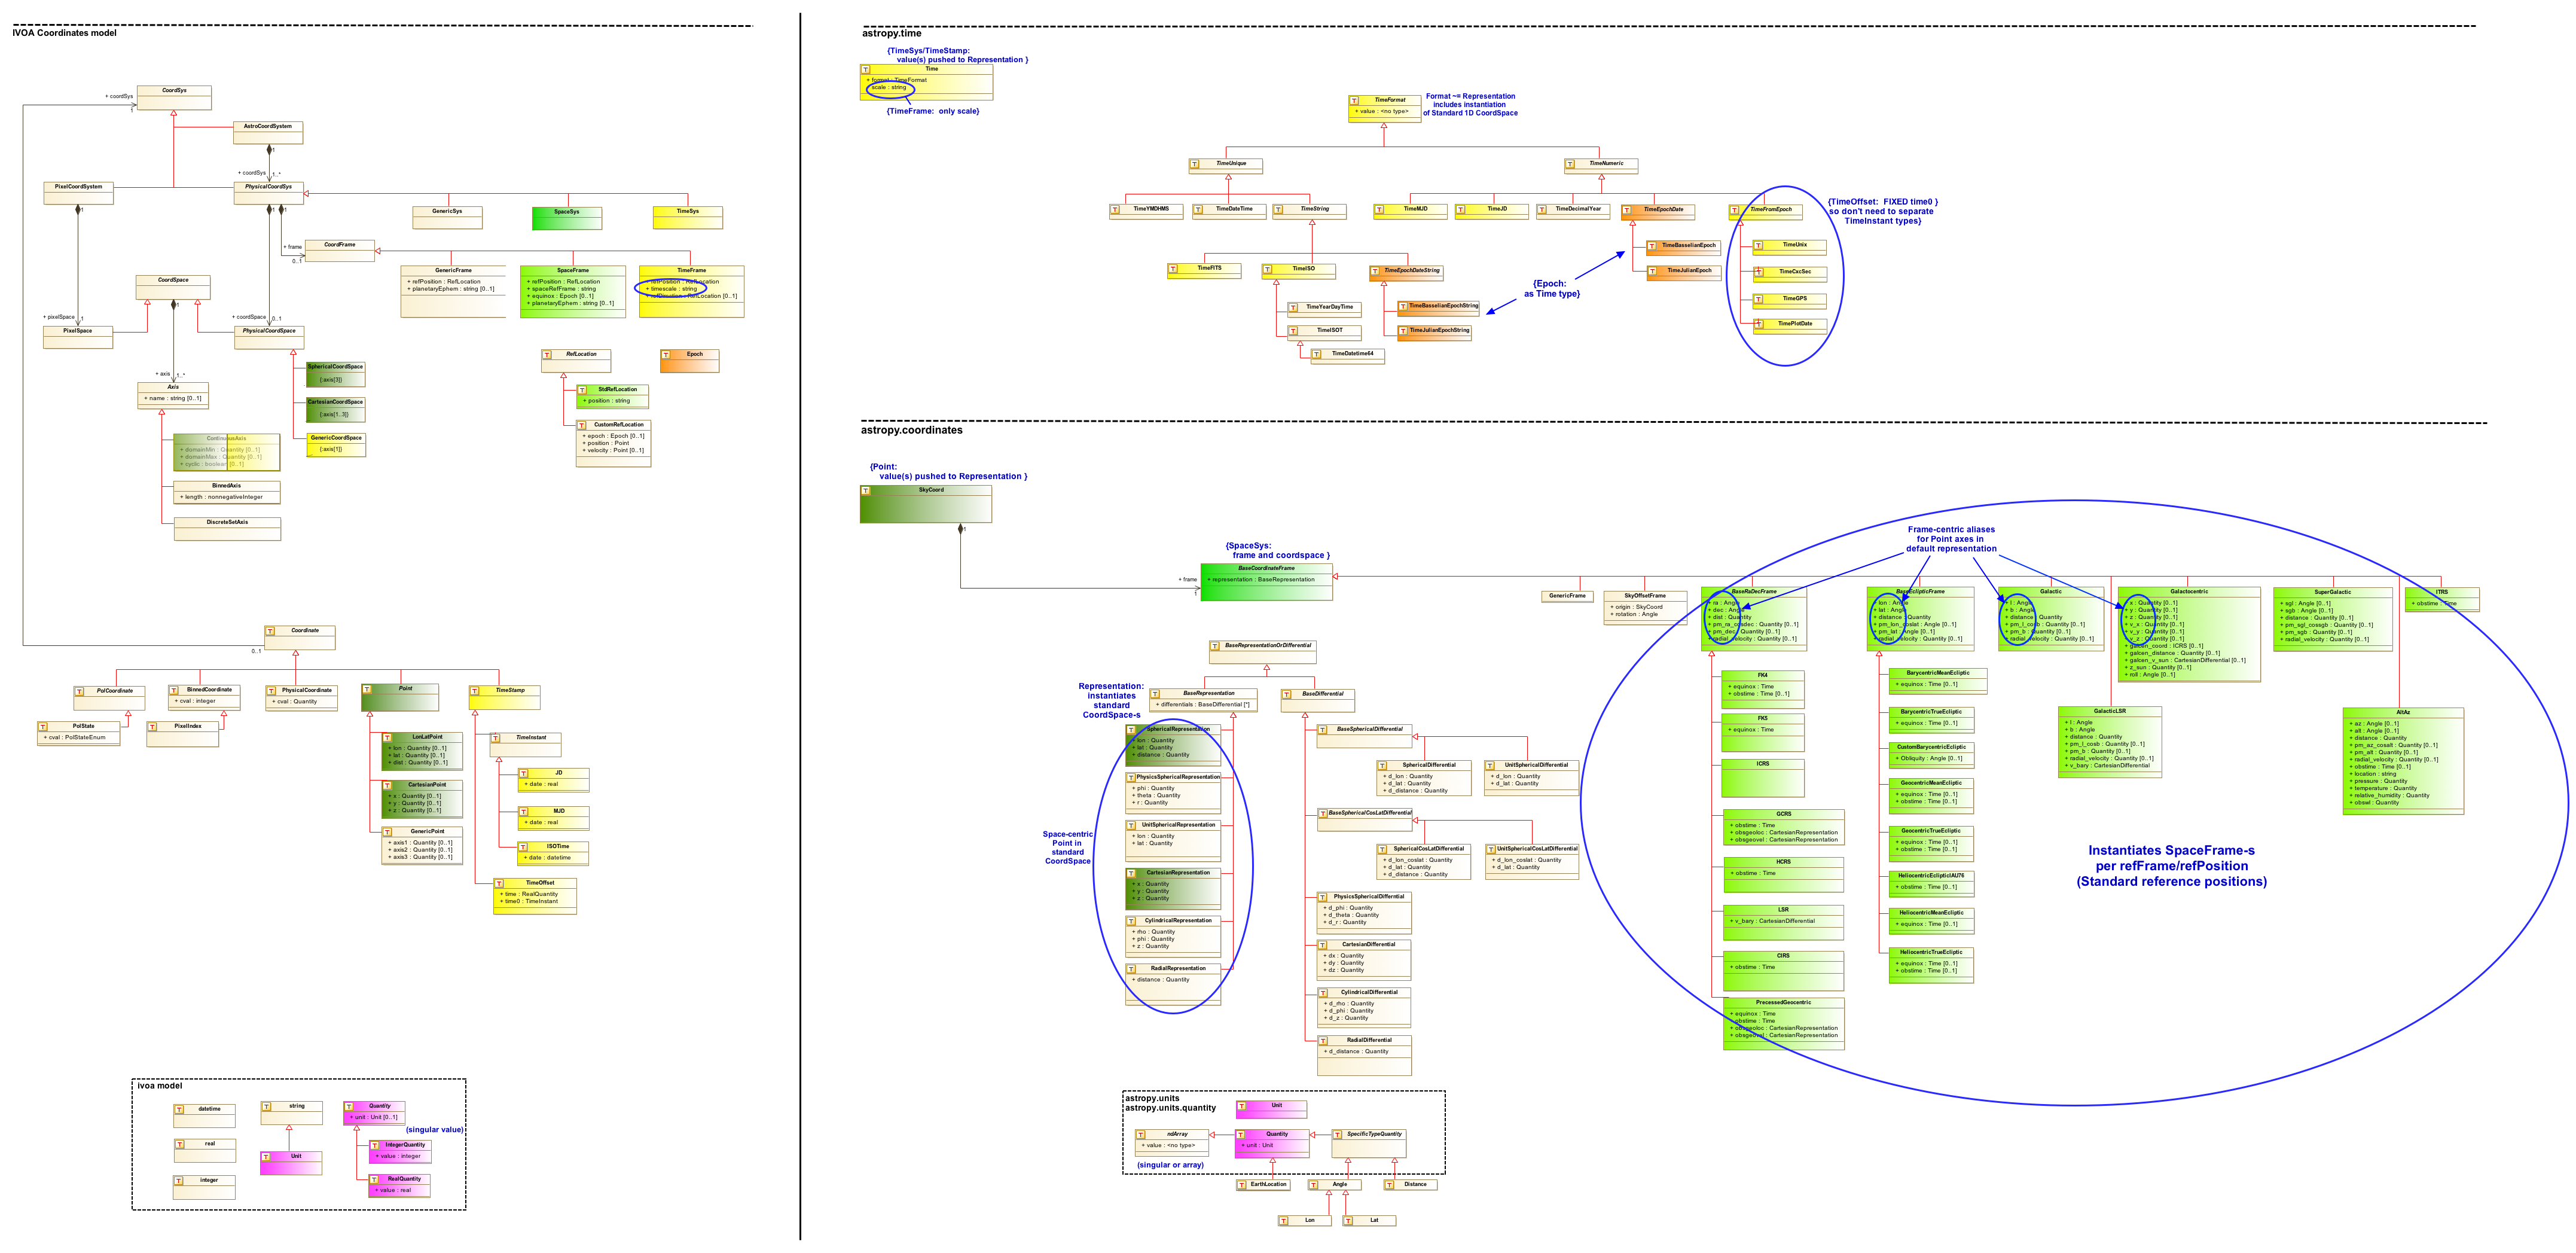 IVOA Coordinates model
+ coordSys
1
CoordSys
AstroCoordSystem
1
+ coordSys
1..*
PixelCoordSystem
1
PhysicalCoordSys
1
1
GenericSys
SpaceSys
TimeSys
+ frame
0..1
CoordFrame
GenericFrame
+ refPosition : RefLocation
+ planetaryEphem : string [0..1]
SpaceFrame
+ refPosition : RefLocation
+ spaceRefFrame : string
+ equinox : Epoch [0..1]
+ planetaryEphem : string [0..1]
TimeFrame
+ refPosition : RefLocation
+ timescale : string
+ refDirection : RefLocation [0..1]
CoordSpace
1
+ pixelSpace
1
PixelSpace
+ coordSpace
0..1
PhysicalCoordSpace
SphericalCoordSpace
{:axis[3]}
CartesianCoordSpace
{:axis[1..3]}
GenericCoordSpace
{:axis[1]}
+ axis
1..*
Axis
+ name : string [0..1]
ContinuousAxis
+ domainMin : Quantity [0..1]
+ domainMax : Quantity [0..1]
+ cyclic : boolean [0..1]
BinnedAxis
+ length : nonnegativeInteger
DiscreteSetAxis
RefLocation
StdRefLocation
+ position : string
CustomRefLocation
+ epoch : Epoch [0..1]
+ position : Point
+ velocity : Point [0..1]
Epoch
Coordinate
0..1
PolCoordinate
PolState
+ cval : PolStateEnum
BinnedCoordinate
+ cval : integer
PixelIndex
PhysicalCoordinate
+ cval : Quantity
Point
LonLatPoint
+ lon : Quantity [0..1]
+ lat : Quantity [0..1]
+ dist : Quantity [0..1]
CartesianPoint
+ x : Quantity [0..1]
+ y : Quantity [0..1]
+ z : Quantity [0..1]
GenericPoint
+ axis1 : Quantity [0..1]
+ axis2 : Quantity [0..1]
+ axis3 : Quantity [0..1]
TimeStamp
TimeInstant
JD
+ date : real
MJD
+ date : real
ISOTime
+ date : datetime
TimeOffset
+ time : RealQuantity
+ time0 : TimeInstant
ivoa model
datetime
real
integer
string
Unit
Quantity
+ unit : Unit [0..1]
(singular value)
IntegerQuantity
+ value : integer
RealQuantity
+ value : real
astropy.time
{TimeSys/TimeStamp:
value(s) pushed to Representation }
Time
+ format : TimeFormat
scale : string
{TimeFrame: only scale}
TimeFormat
+ value : <no type>
Format ~= Representation
includes instantiation
of Standard 1D CoordSpace
TimeUnique
TimeNumeric
TimeYMDHMS
TimeDateTime
TimeString
TimeMJD
TimeJD
TimeDecimalYear
TimeEpochDate
TimeFromEpoch
{TimeOffset: FIXED time0 }
so don't need to separate
TimeInstant types}
TimeBasselianEpoch
TimeJulianEpoch
TimeUnix
TimeCxcSec
TimeGPS
TimePlotDate
TimeFITS
TimeISO
TimeEpochDateString
{Epoch:
as Time type}
TimeYearDayTime
TimeISOT
TimeDatetime64
TimeBasselianEpochString
TimeJulianEpochString
astropy.coordinates
{Point:
value(s) pushed to Representation }
SkyCoord
1
{SpaceSys:
frame and coordspace }
+ frame
1
BaseCoordinateFrame
+ representation : BaseRepresentation
Frame-centric aliases
for Point axes in
default representation
GenericFrame
SkyOffsetFrame
+ origin : SkyCoord
+ rotation : Angle
BaseRaDecFrame
+ ra : Angle
+ dec : Angle
+ dist : Quantity
+ pm_ra_cosdec : Quantity [0..1]
+ pm_dec : Quantity [0..1]
+ radial_velocity : Quantity [0..1]
BaseEclipticFrame
+ lon : Angle
+ lat : Angle
+ distance : Quantity
+ pm_lon_coslat : Angle [0..1]
+ pm_lat : Angle [0..1]
+ radial_velocity : Quantity [0..1]
Galactic
+ l : Angle
+ b : Angle
+ distance : Quantity
+ pm_l_cosb : Quantity [0..1]
+ pm_b : Quantity [0..1]
+ radial_velocity : Quantity [0..1]
Galactocentric
+ x : Quantity [0..1]
+ y : Quantity [0..1]
+ z : Quantity [0..1]
+ v_x : Quantity [0..1]
+ v_y : Quantity [0..1]
+ v_z : Quantity [0..1]
+ galcen_coord : ICRS [0..1]
+ galcen_distance : Quantity [0..1]
+ galcen_v_sun : CartesianDifferential [0..1]
+ z_sun : Quantity [0..1]
+ roll : Angle [0..1]
SuperGalactic
+ sgl : Angle [0..1]
+ sgb : Angle [0..1]
+ distance : Quantity [0..1]
+ pm_sgl_cossgb : Quantity [0..1]
+ pm_sgb : Quantity [0..1]
+ radial_velocity : Quantity [0..1]
ITRS
+ obstime : Time
FK4
+ equinox : Time
+ obstime : Time [0..1]
FK5
+ equinox : Time
ICRS
GCRS
+ obstime : Time
+ obsgeoloc : CartesianRepresentation
+ obsgeovel : CartesianRepresentation
HCRS
+ obstime : Time
LSR
+ v_bary : CartesianDifferential
CIRS
+ obstime : Time
PrecessedGeocentric
+ equinox : Time
+ obstime : Time
+ obsgeoloc : CartesianRepresentation
+ obsgeovel : CartesianRepresentation
BarycentricMeanEcliptic
+ equinox : Time [0..1]
BarycentricTrueEcliptic
+ equinox : Time [0..1]
CustomBarycentricEcliptic
+ Obliquity : Angle [0..1]
GeocentricMeanEcliptic
+ equinox : Time [0..1]
+ obstime : Time [0..1]
GeocentricTrueEcliptic
+ equinox : Time [0..1]
+ obstime : Time [0..1]
HeliocentricEclipticIAU76
+ obstime : Time [0..1]
HeliocentricMeanEcliptic
+ equinox : Time [0..1]
HeliocentricTrueEcliptic
+ equinox : Time [0..1]
+ obstime : Time [0..1]
GalacticLSR
+ l : Angle
+ b : Angle
+ distance : Quantity
+ pm_l_cosb : Quantity [0..1]
+ pm_b : Quantity [0..1]
+ radial_velocity : Quantity [0..1]
+ v_bary : CartesianDifferential
AltAz
+ az : Angle [0..1]
+ alt : Angle [0..1]
+ distance : Quantity
+ pm_az_cosalt : Quantity [0..1]
+ pm_alt : Quantity [0..1]
+ radial_velocity : Quantity [0..1]
+ obstime : Time [0..1]
+ location : string
+ pressure : Quantity
+ temperature : Quantity
+ relative_humidity : Quantity
+ obswl : Quantity
Instantiates SpaceFrame-s
per refFrame/refPosition
(Standard reference positions)
BaseRepresentationOrDifferential
Representation:
instantiates
standard
CoordSpace-s
BaseRepresentation
+ differentials : BaseDifferential [*]
BaseDifferential
SphericalRepresentation
+ lon : Quantity
+ lat : Quantity
+ distance : Quantity
PhysicsSphericalRepresentation
+ phi : Quantity
+ theta : Quantity
+ r : Quantity
UnitSphericalRepresentation
+ lon : Quantity
+ lat : Quantity
Space-centric
Point in
standard
CoordSpace
CartesianRepresentation
+ x : Quantity
+ y : Quantity
+ z : Quantity
CylindricalRepresentation
+ rho : Quantity
+ phi : Quantity
+ z : Quantity
RadialRepresentation
+ distance : Quantity
BaseSphericalDifferential
SphericalDifferential
+ d_lon : Quantity
+ d_lat : Quantity
+ d_distance : Quantity
UnitSphericalDifferential
+ d_lon : Quantity
+ d_lat : Quantity
BaseSphericalCosLatDifferential
SphericalCosLatDifferential
+ d_lon_coslat : Quantity
+ d_lat : Quantity
+ d_distance : Quantity
UnitSphericalCosLatDifferential
+ d_lon_coslat : Quantity
+ d_lat : Quantity
PhysicsSphericalDifferntial
+ d_phi : Quantity
+ d_theta : Quantity
+ d_r : Quantity
CartesianDifferential
+ dx : Quantity
+ dy : Quantity
+ dz : Quantity
CylindricalDifferential
+ d_rho : Quantity
+ d_phi : Quantity
+ d_z : Quantity
RadialDifferential
+ d_distance : Quantity
astropy.units
astropy.units.quantity
Unit
ndArray
+ value : <no type>
(singular or array)
Quantity
+ unit : Unit
SpecificTypeQuantity
EarthLocation
Angle
Distance
Lon
Lat